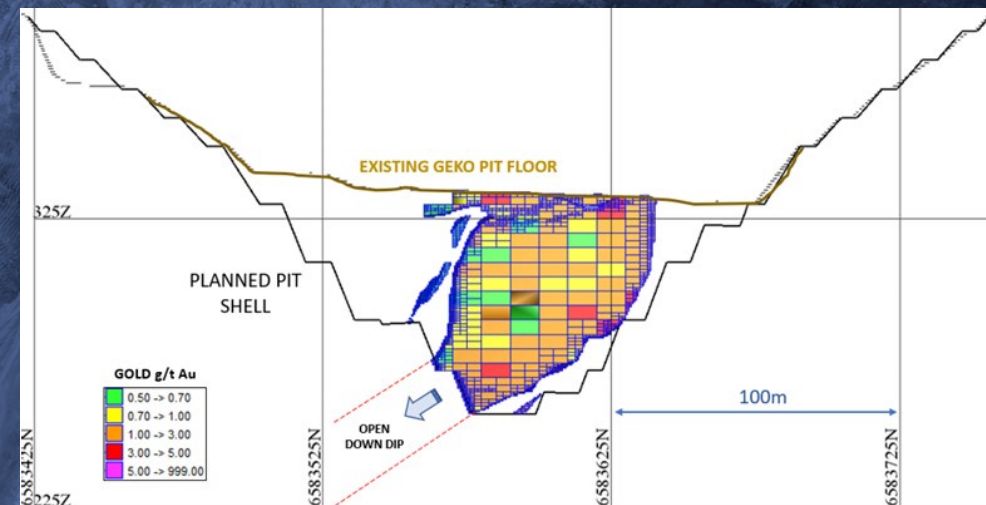 EXISTING GEKO PIT FLOOR
325Z
PLANNED PIT
SHELL
GOLD g/t Au
0.50 -> 0.70
0.70 -> 1.00
1.00 -> 3.00
3.00 -> 5.00
5.00 -> 999.00
OPEN
DOWN DIP
100m
6583425N
6583525N
6583625N
6583725N
225Z